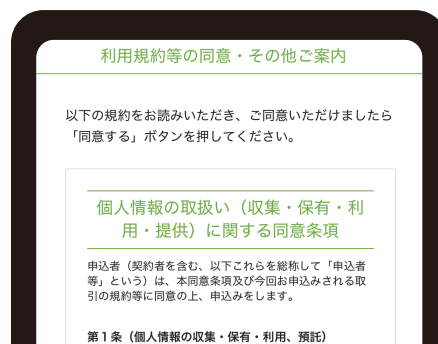 利用規約等の同意・その他ご案内
以下の規約をお読みいただき、ご同意いただけましたら
「同意する」ボタンを押してください。
個人情報の取扱い（収集・保有・利
用・提供）に関する同意条項
申込者（契約者を含む、以下これらを総称して「申込者
等」という）は、本同意条項及び今回お申込みされる取
引の規約等に同意の上、申込みをします。
第１条（個人情報の収集・保有・利用、預託）